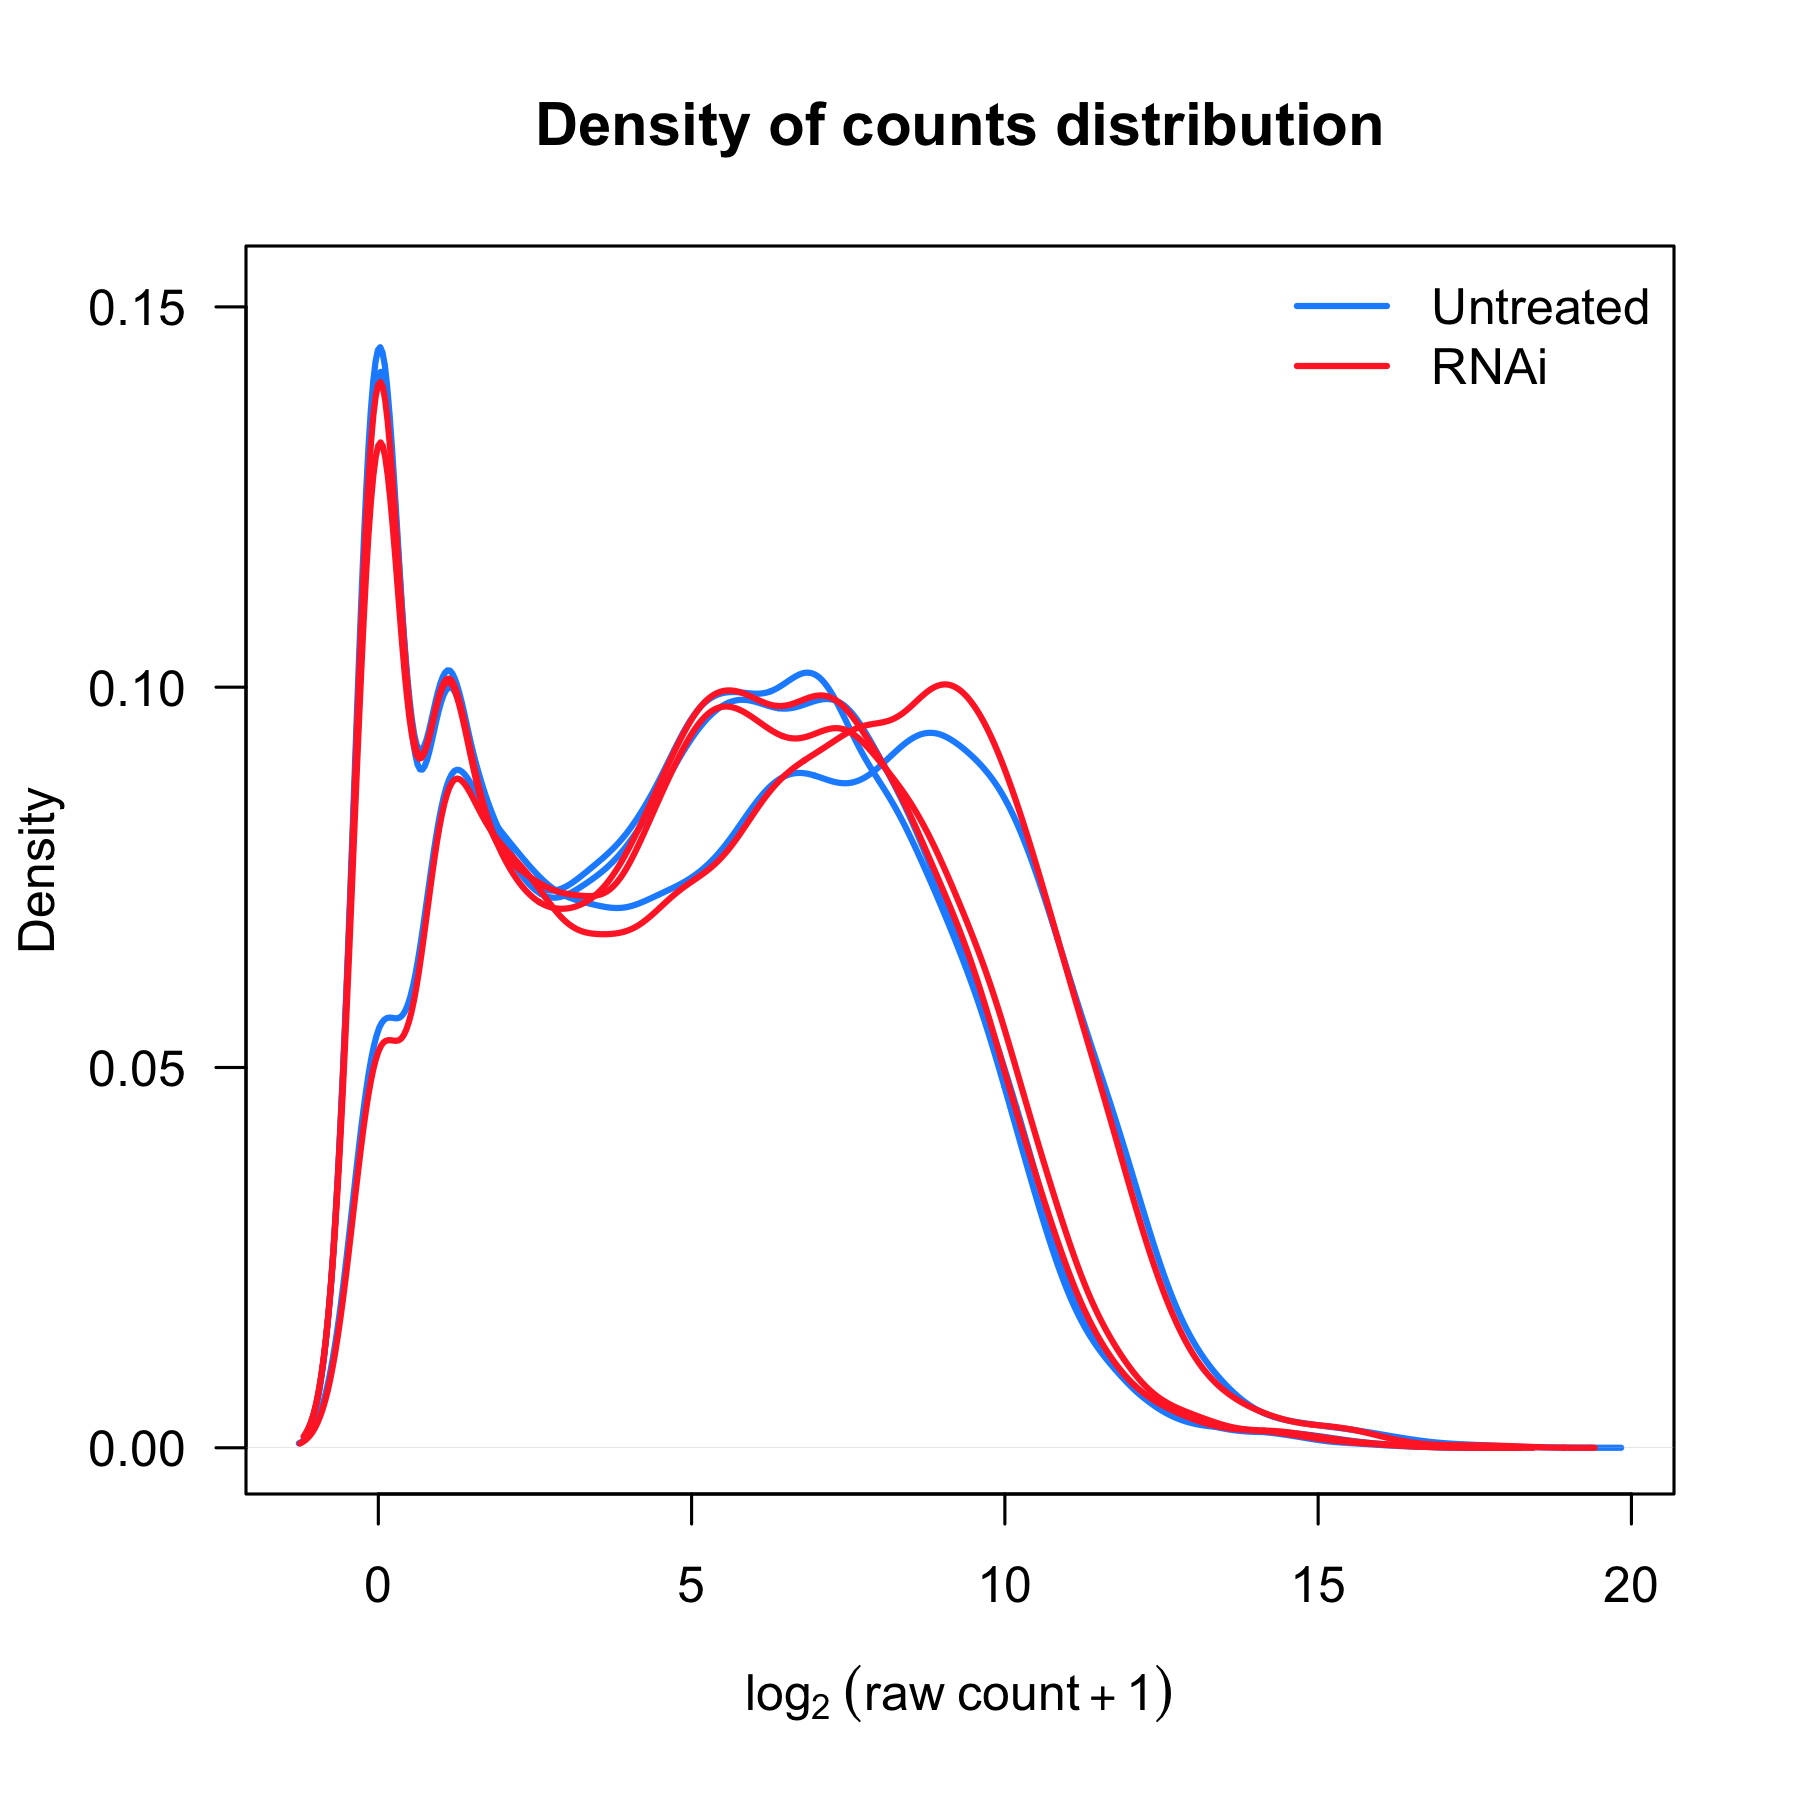 Density of counts distribution
Untreated
RNAi
Density
0.15
0.10
0.05
0.00
0 5 10 15 20
log₂ (raw count + 1)